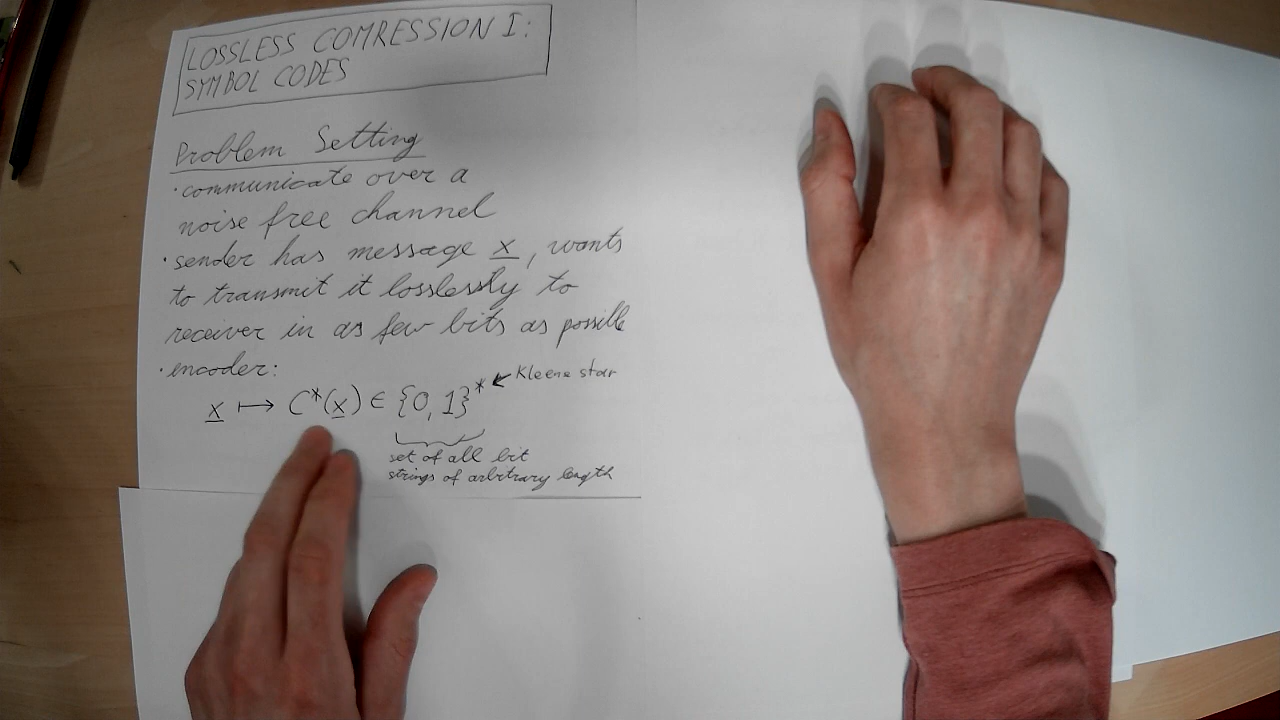 LOSSLESS COMRESSION I:
SYMBOL CODES
Problem Setting
· communicate over a
noise free channel
· sender has message x, wants
to transmit it losslessly to
receiver in as few bits as possible
· encoder:
x ↦ C*(x) ∈ {0, 1}* ← Kleene star
set of all bit
strings of arbitrary length